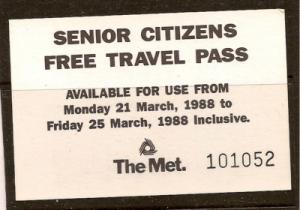 SENIOR CITIZENS
FREE TRAVEL PASS
AVAILABLE FOR USE FROM
Monday 21 March, 1988 to
Friday 25 March, 1988 Inclusive.
The Met. 101052